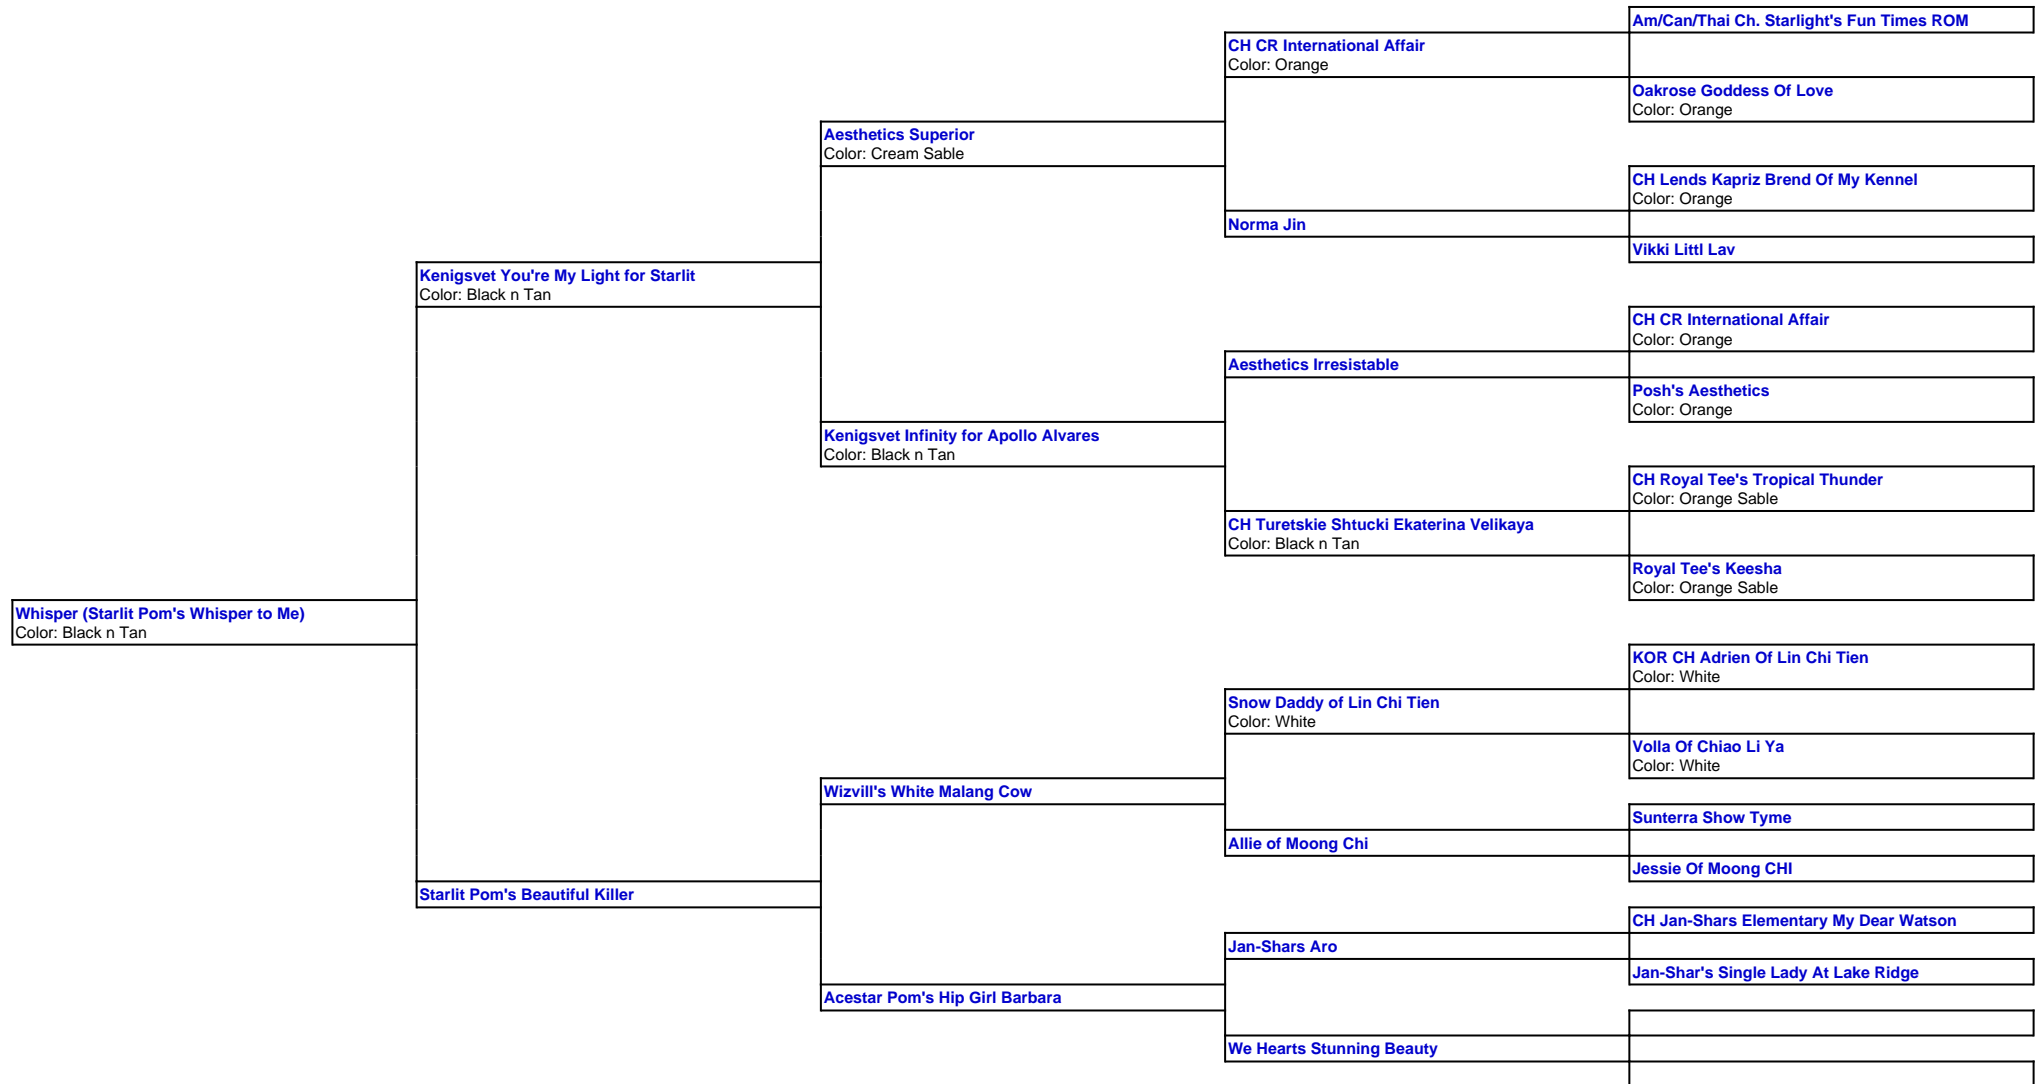 Am/Can/Thai Ch. Starlight's Fun Times ROM
CH CR International Affair
Color: Orange
Oakrose Goddess Of Love
Color: Orange
Aesthetics Superior
Color: Cream Sable
CH Lends Kapriz Brend Of My Kennel
Color: Orange
Norma Jin
Vikki Littl Lav
Kenigsvet You're My Light for Starlit
Color: Black n Tan
CH CR International Affair
Color: Orange
Aesthetics Irresistable
Posh's Aesthetics
Color: Orange
Kenigsvet Infinity for Apollo Alvares
Color: Black n Tan
CH Royal Tee's Tropical Thunder
Color: Orange Sable
CH Turetskie Shtucki Ekaterina Velikaya
Color: Black n Tan
Royal Tee's Keesha
Color: Orange Sable
Whisper (Starlit Pom's Whisper to Me)
Color: Black n Tan
KOR CH Adrien Of Lin Chi Tien
Color: White
Snow Daddy of Lin Chi Tien
Color: White
Volla Of Chiao Li Ya
Color: White
Wizvill's White Malang Cow
Sunterra Show Tyme
Allie of Moong Chi
Jessie Of Moong CHI
Starlit Pom's Beautiful Killer
CH Jan-Shars Elementary My Dear Watson
Jan-Shars Aro
Jan-Shar's Single Lady At Lake Ridge
Acestar Pom's Hip Girl Barbara
We Hearts Stunning Beauty